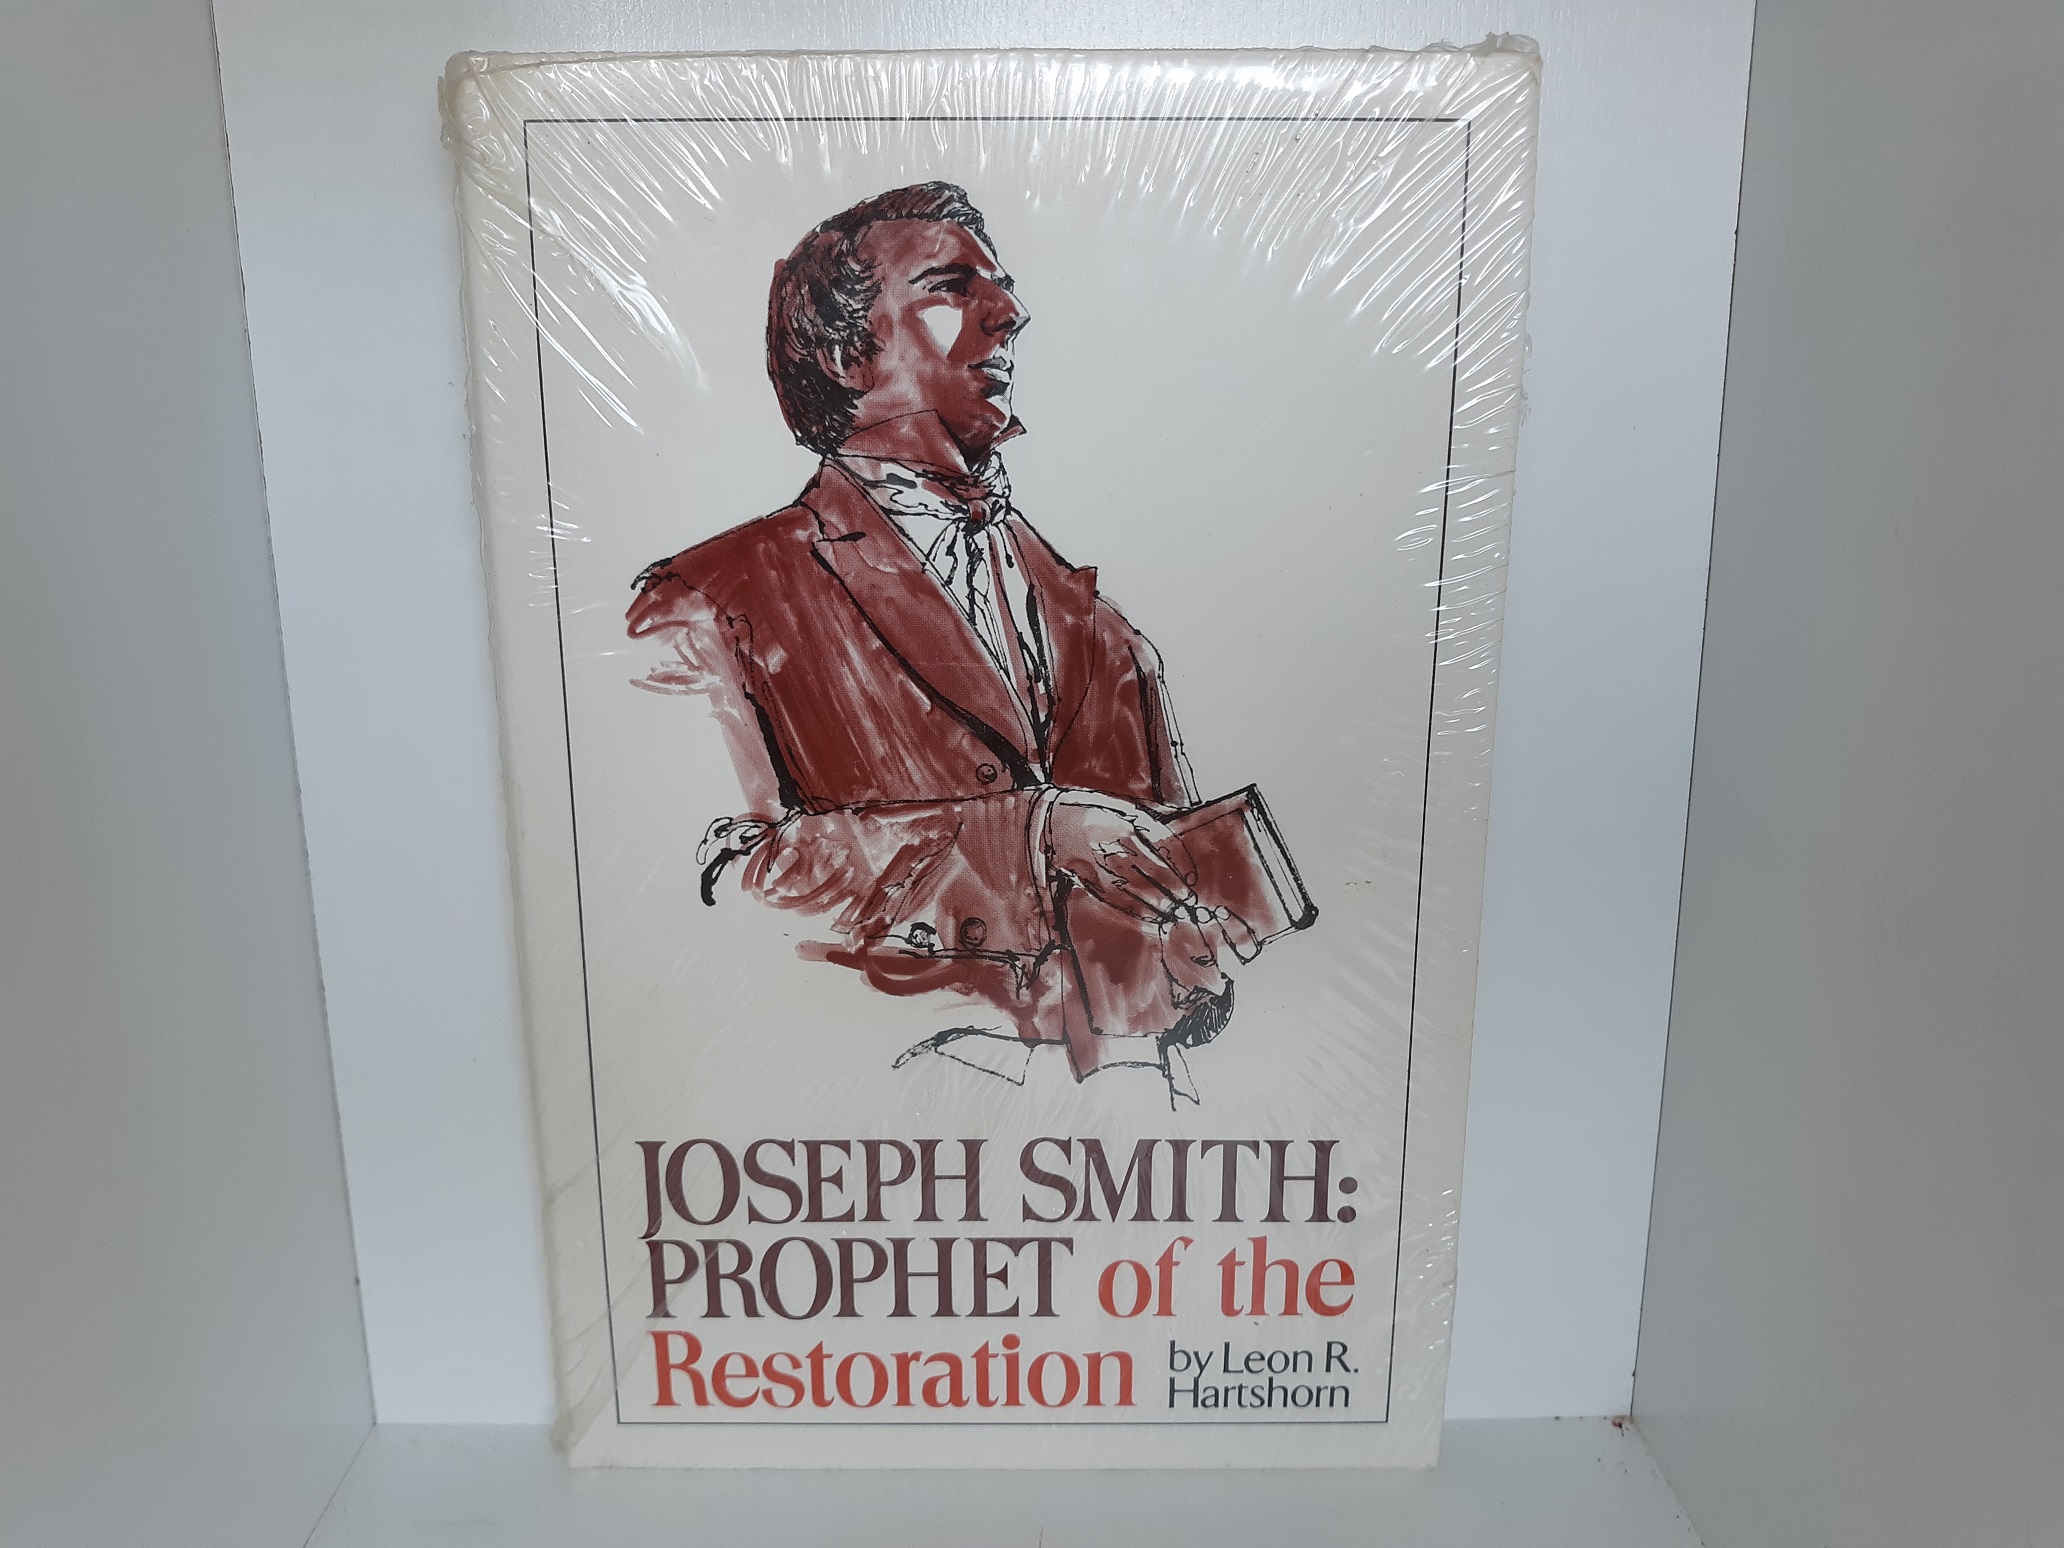 JOSEPH SMITH:
PROPHET of the
Restoration
by Leon R.
Hartshorn